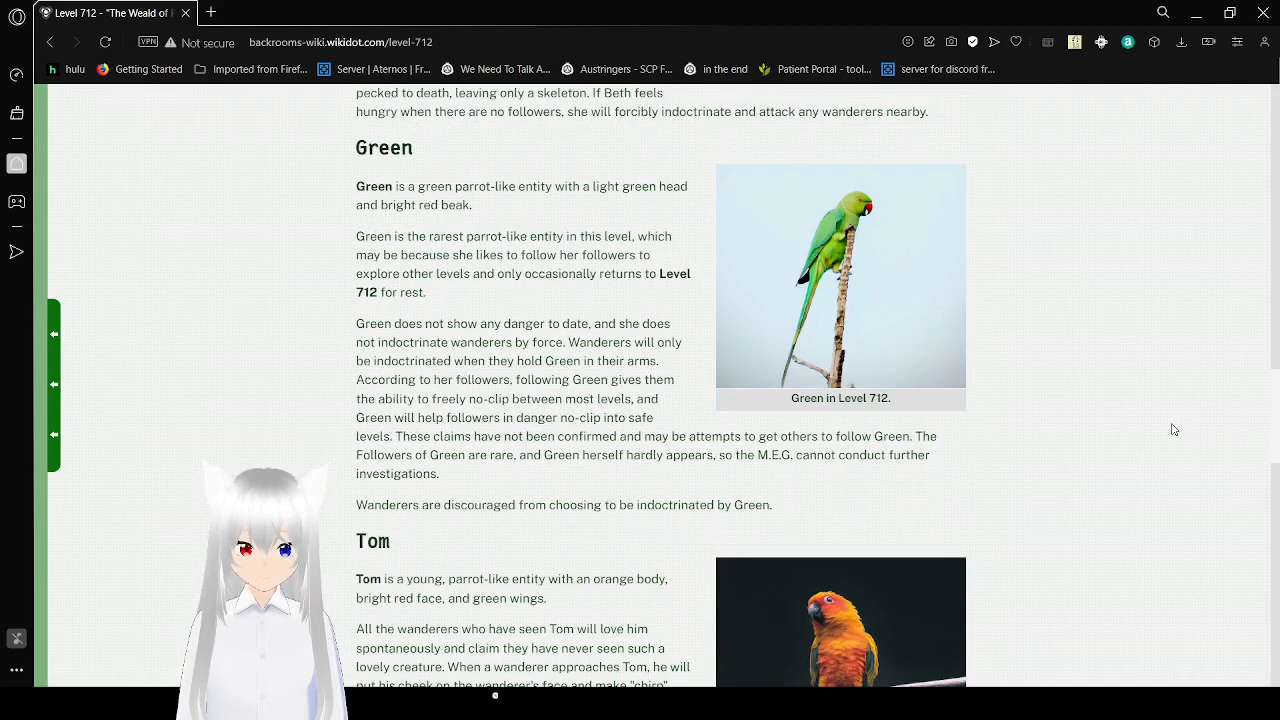 Level 712 - "The Weald of F
Not secure
backrooms-wiki.wikidot.com/level-712
VPN
hulu
Getting Started
Imported from Firef...
Server | Aternos | Fr...
We Need To Talk A...
Austringers - SCP F...
in the end
Patient Portal - tool...
server for discord fr...
pecked to death, leaving only a skeleton. If Beth feels
hungry when there are no followers, she will forcibly indoctrinate and attack any wanderers nearby.
Green
Green is a green parrot-like entity with a light green head
and bright red beak.
Green is the rarest parrot-like entity in this level, which
may be because she likes to follow her followers to
explore other levels and only occasionally returns to Level
712 for rest.
Green does not show any danger to date, and she does
not indoctrinate wanderers by force. Wanderers will only
be indoctrinated when they hold Green in their arms.
According to her followers, following Green gives them
the ability to freely no-clip between most levels, and
Green will help followers in danger no-clip into safe
levels. These claims have not been confirmed and may be attempts to get others to follow Green. The
Followers of Green are rare, and Green herself hardly appears, so the M.E.G. cannot conduct further
investigations.
Green in Level 712.
Wanderers are discouraged from choosing to be indoctrinated by Green.
Tom
Tom is a young, parrot-like entity with an orange body,
bright red face, and green wings.
All the wanderers who have seen Tom will love him
spontaneously and claim they have never seen such a
lovely creature. When a wanderer approaches Tom, he will
put his cheek on the wanderer's face and make "chirp"